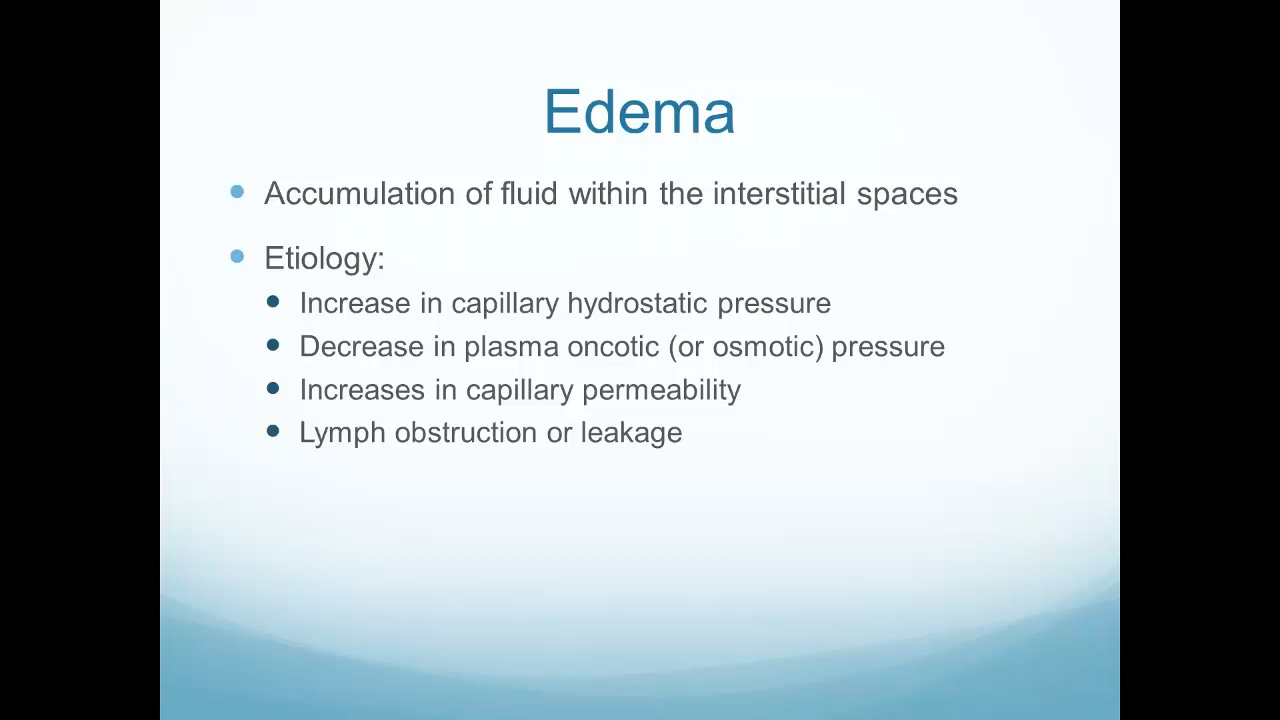 Edema
Accumulation of fluid within the interstitial spaces
Etiology:
Increase in capillary hydrostatic pressure
Decrease in plasma oncotic (or osmotic) pressure
Increases in capillary permeability
Lymph obstruction or leakage